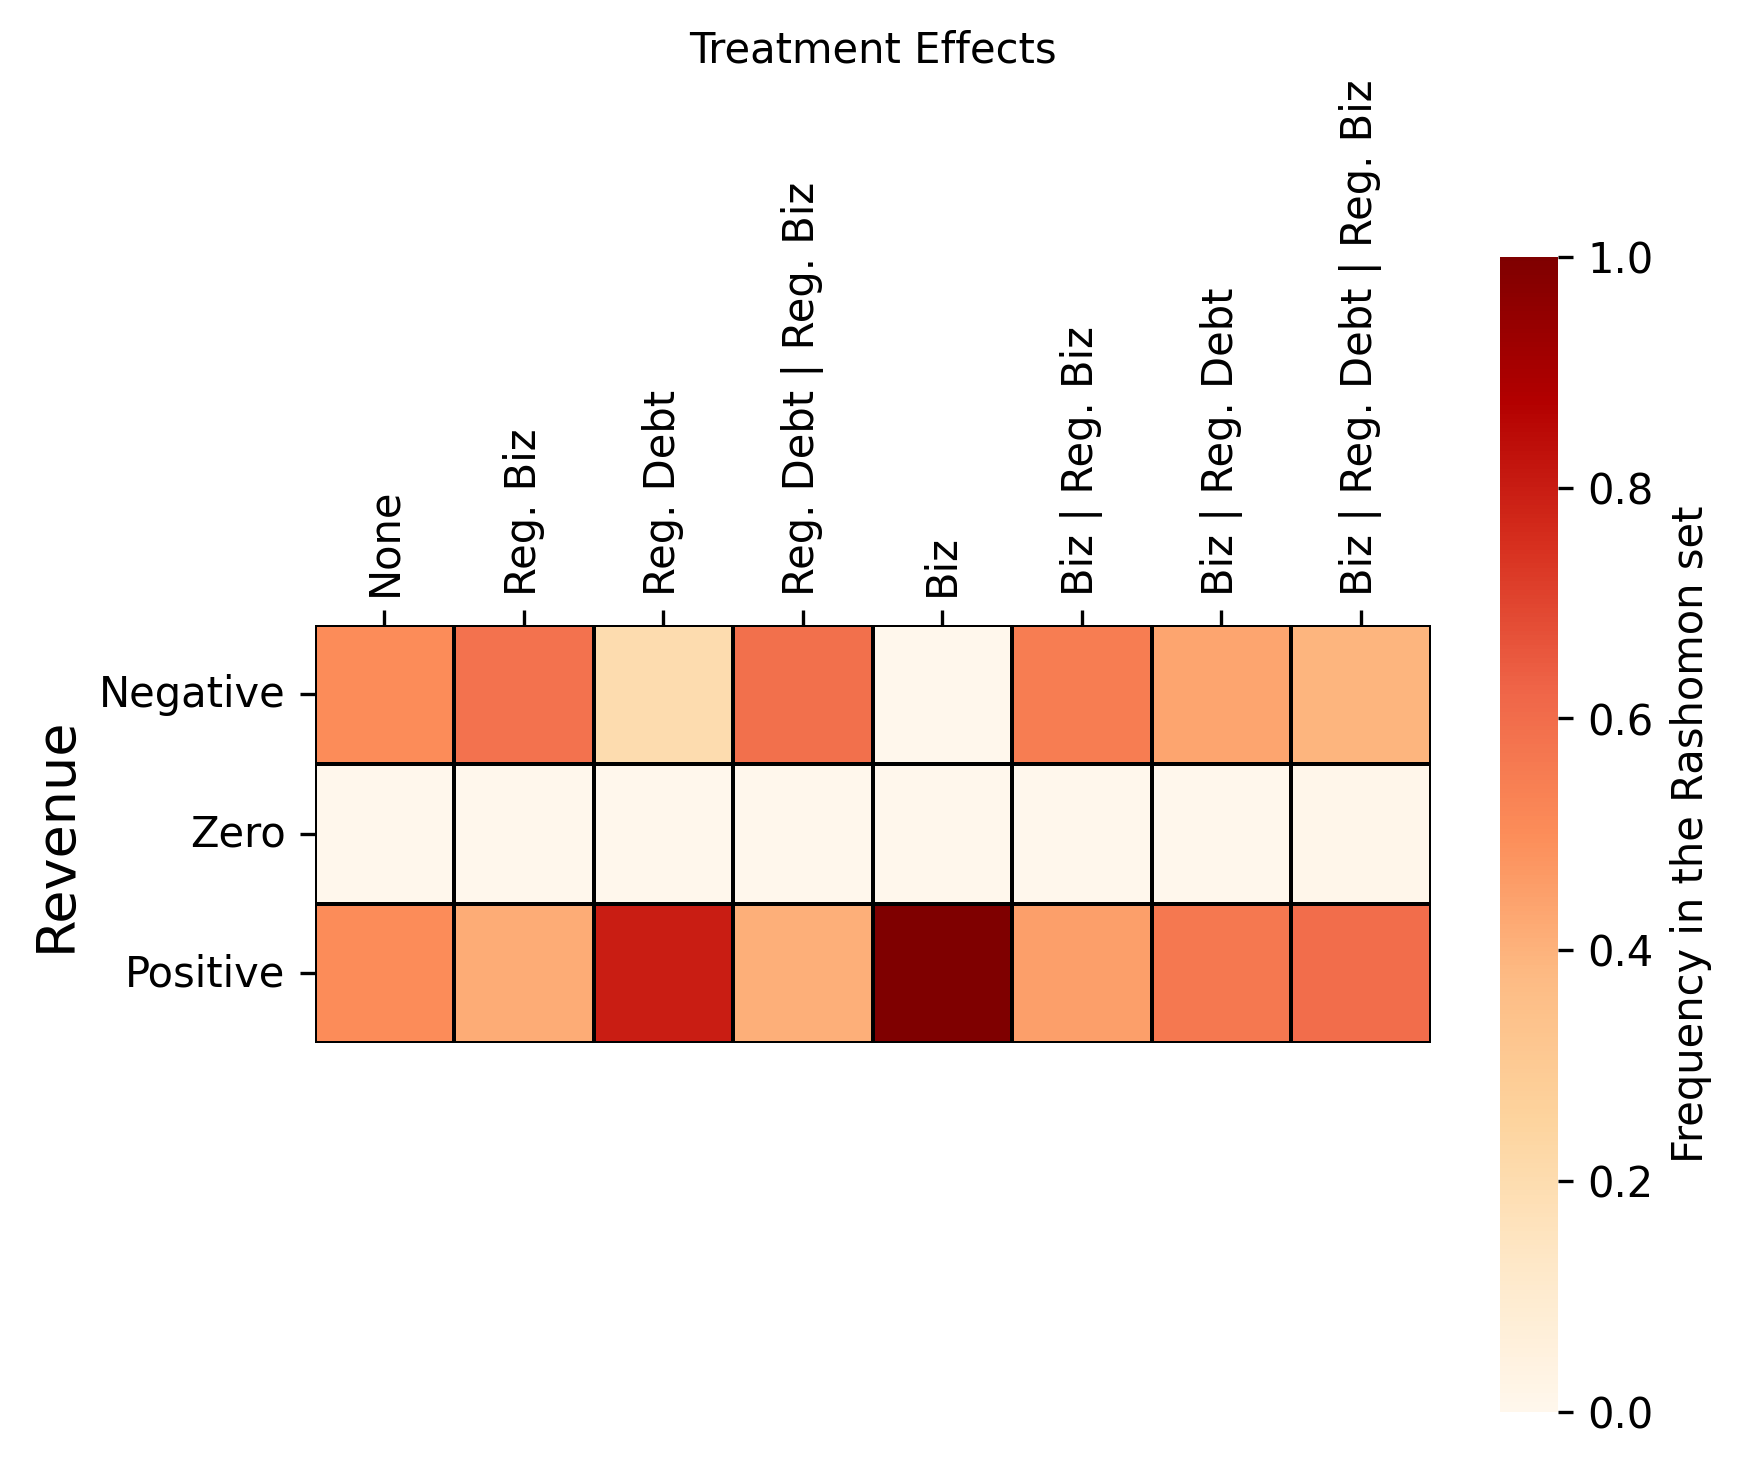 Treatment Effects
None
Reg. Biz
Reg. Debt
Reg. Debt | Reg. Biz
Biz
Biz | Reg. Biz
Biz | Reg. Debt
Biz | Reg. Debt | Reg. Biz
Revenue
Negative
Zero
Positive
1.0
0.8
0.6
0.4
0.2
0.0
Frequency in the Rashomon set